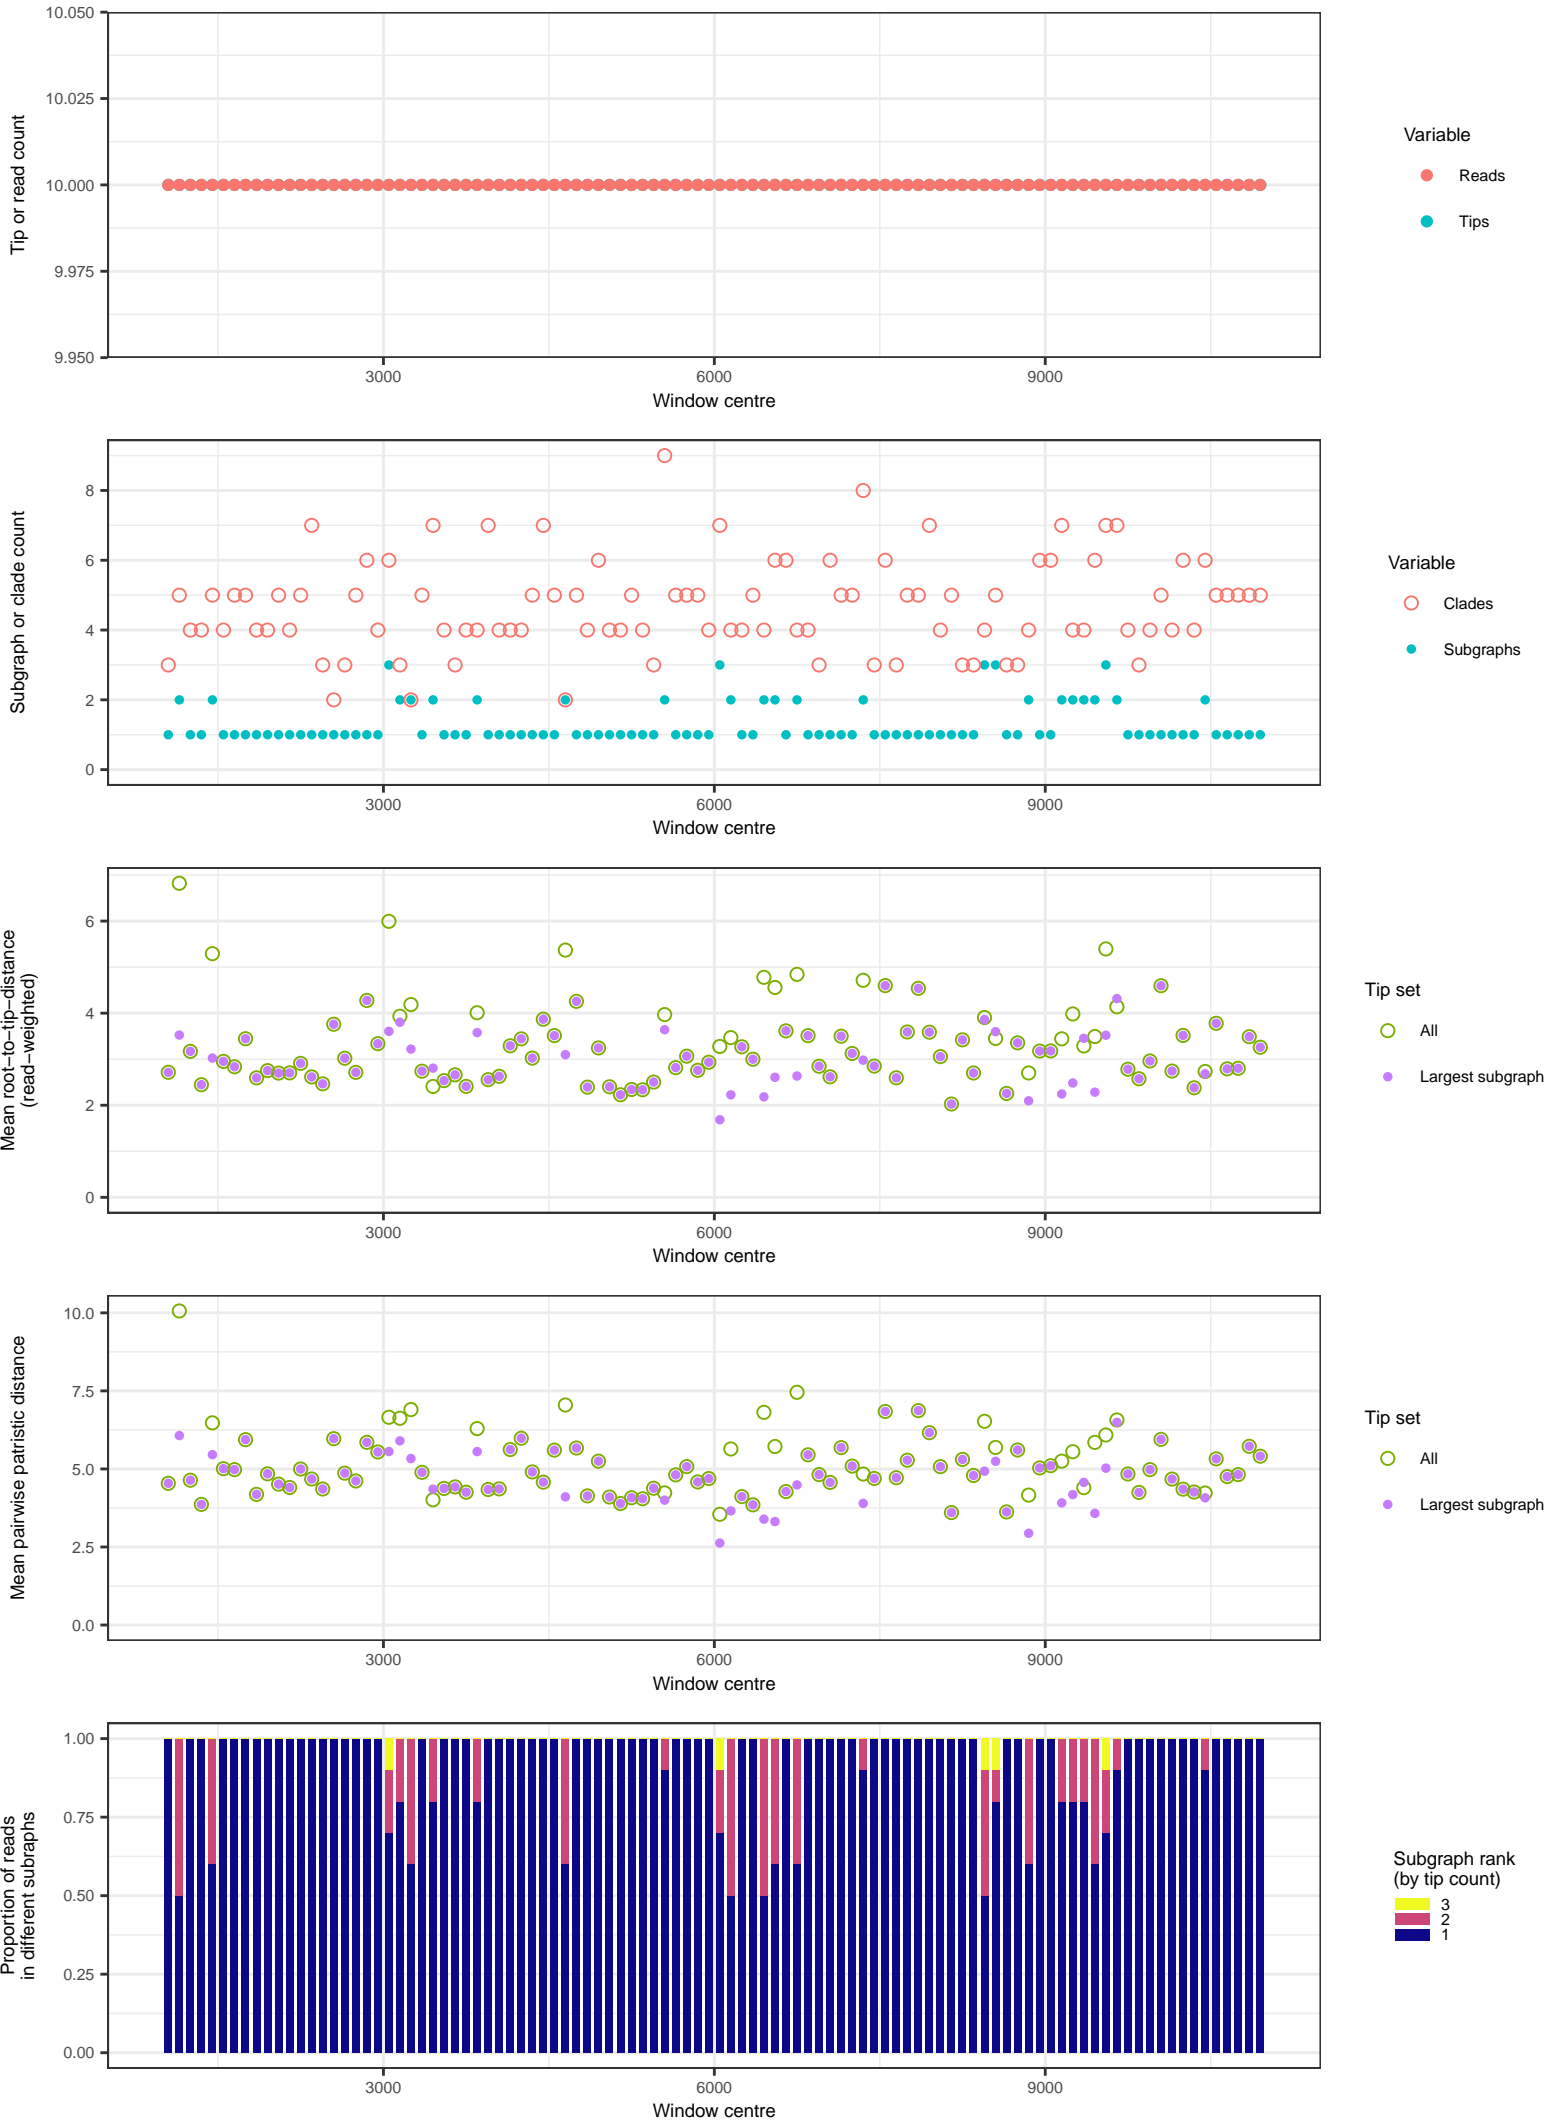 10.050
10.025
10.000
9.975
9.950
Tip or read count
3000
6000
9000
Window centre
Variable
Reads
Tips
8
6
4
2
0
Subgraph or clade count
3000
6000
9000
Window centre
Variable
Clades
Subgraphs
6
4
2
0
Mean root−to−tip−distance
(read−weighted)
3000
6000
9000
Window centre
Tip set
All
Largest subgraph
10.0
7.5
5.0
2.5
0.0
Mean pairwise patristic distance
3000
6000
9000
Window centre
Tip set
All
Largest subgraph
1.00
0.75
0.50
0.25
0.00
Proportion of reads
in different subraphs
3000
6000
9000
Window centre
Subgraph rank
(by tip count)
3
2
1